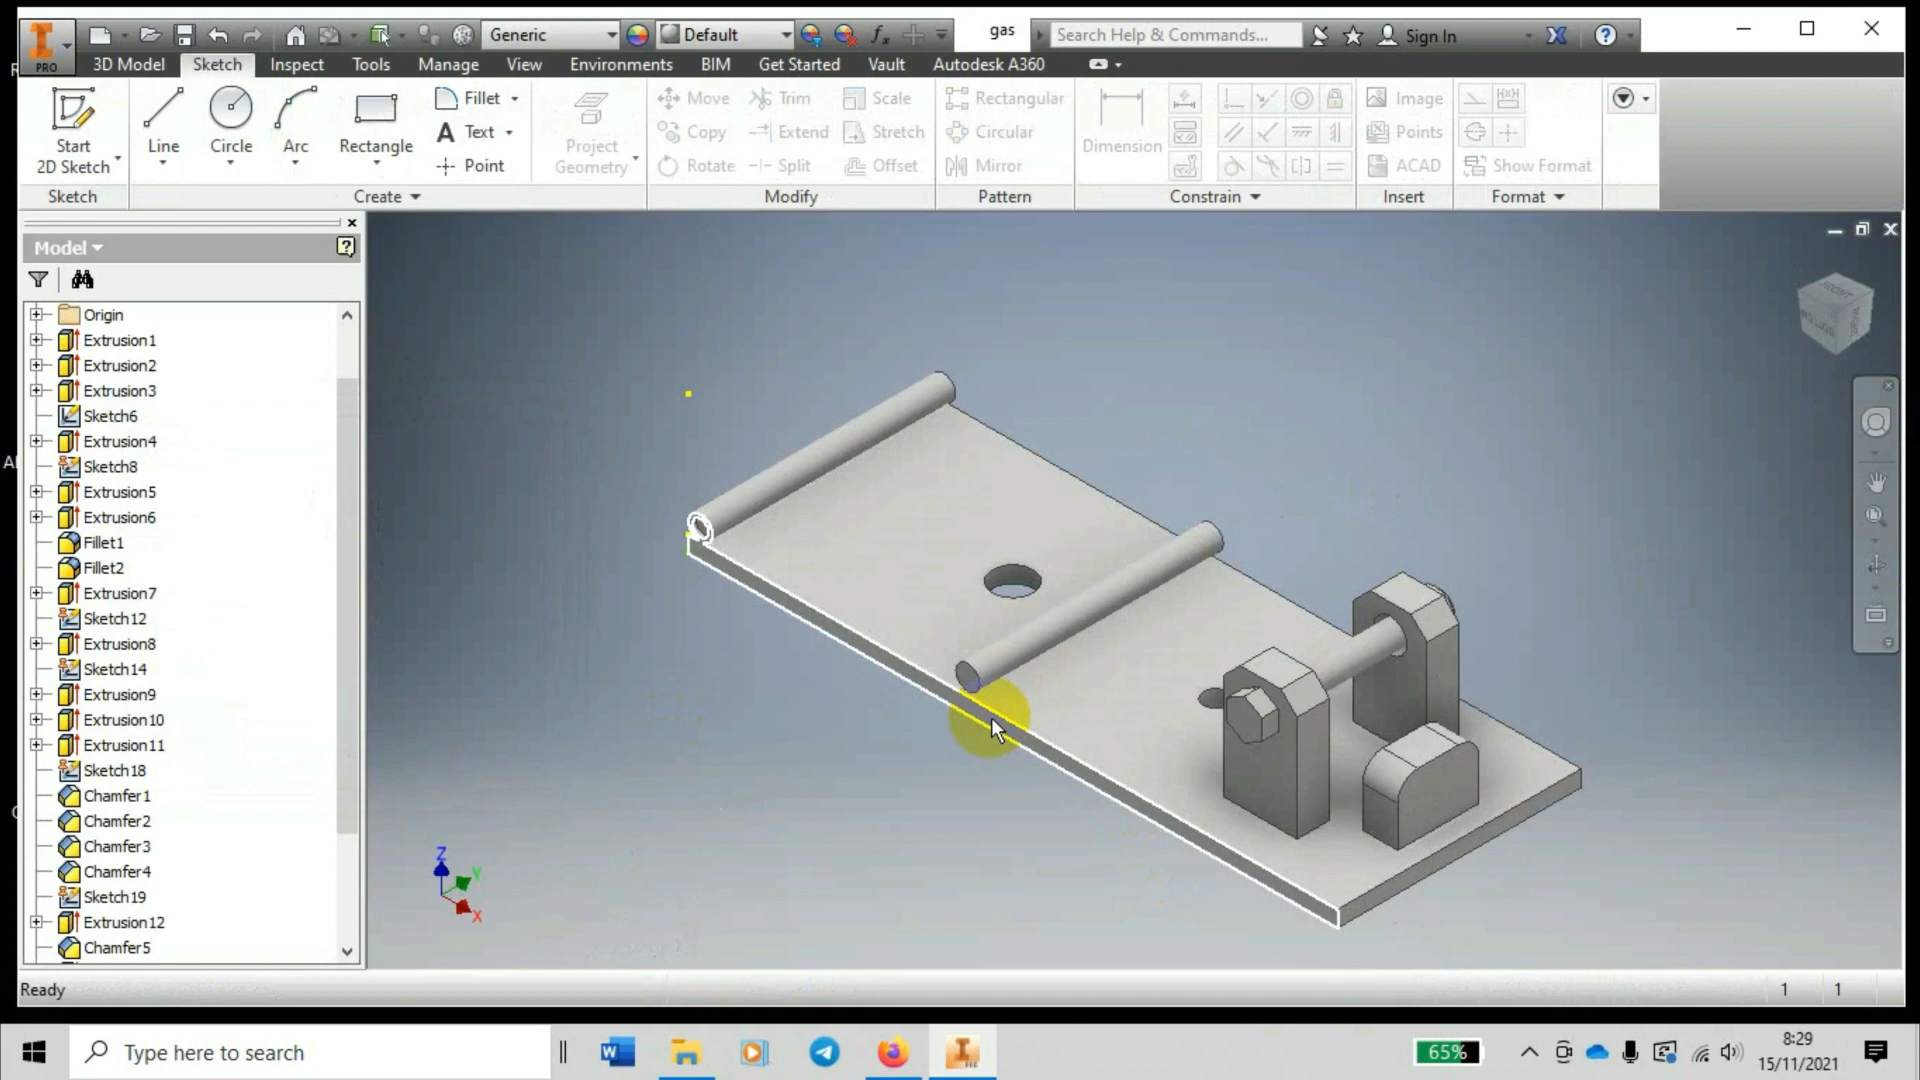 Generic
Default
gas
Search Help & Commands...
Sign In
PRO
3D Model
Sketch
Inspect
Tools
Manage
View
Environments
BIM
Get Started
Vault
Autodesk A360
Start
2D Sketch
Line
Circle
Arc
Rectangle
Fillet
Text
Point
Project
Geometry
Move
Copy
Rotate
Trim
Extend
Split
Scale
Stretch
Offset
Rectangular
Circular
Mirror
Dimension
Image
Points
ACAD
Show Format
Sketch
Create
Modify
Pattern
Constrain
Insert
Format
Model
Origin
Extrusion1
Extrusion2
Extrusion3
Sketch6
Extrusion4
Sketch8
Extrusion5
Extrusion6
Fillet1
Fillet2
Extrusion7
Sketch12
Extrusion8
Sketch14
Extrusion9
Extrusion10
Extrusion11
Sketch18
Chamfer1
Chamfer2
Chamfer3
Chamfer4
Sketch19
Extrusion12
Chamfer5
FRONT
Z
Y
X
Ready
1 1
Type here to search
65%
8:29
15/11/2021